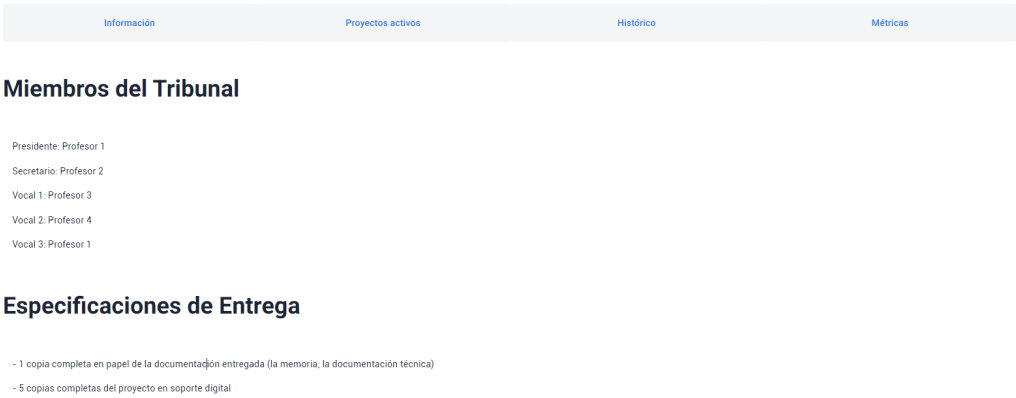 Información Proyectos activos Histórico Métricas
Miembros del Tribunal
Presidente: Profesor 1
Secretario: Profesor 2
Vocal 1: Profesor 3
Vocal 2: Profesor 4
Vocal 3: Profesor 1
Especificaciones de Entrega
- 1 copia completa en papel de la documentación entregada (la memoria; la documentación técnica)
- 5 copias completas del proyecto en soporte digital